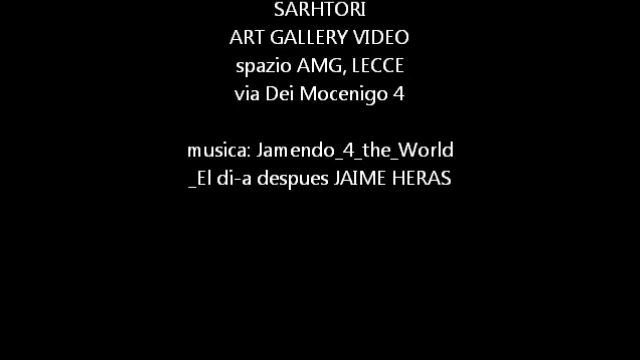 SARHTORI
ART GALLERY VIDEO
spazio AMG, LECCE
via Dei Mocenigo 4
musica: Jamendo_4_the_World
_El di-a despues JAIME HERAS